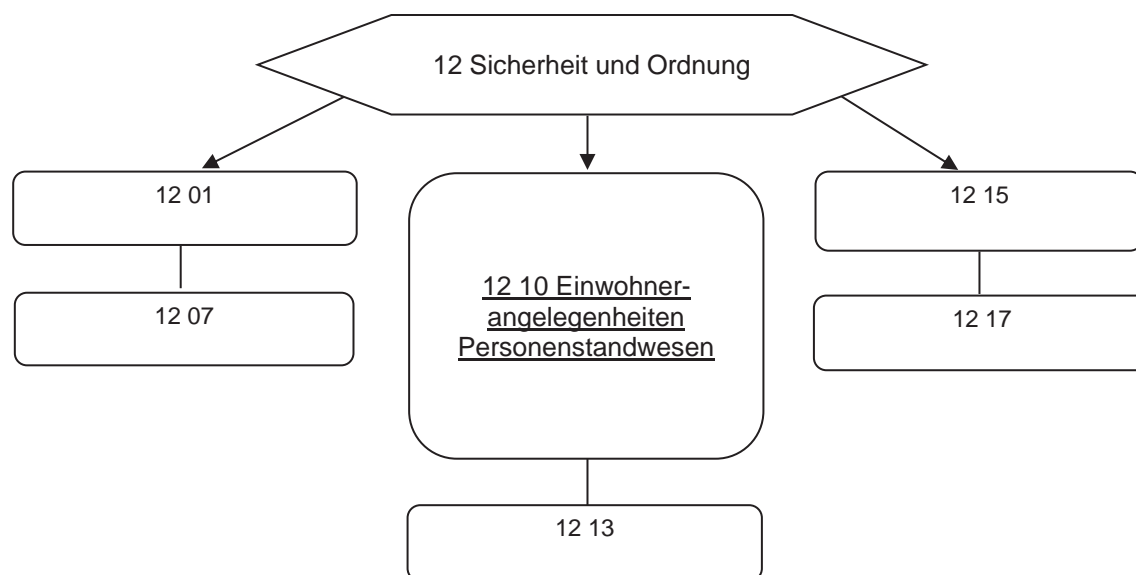 12 Sicherheit und Ordnung
12 01
12 07
12 10 Einwohner-
angelegenheiten
Personenstandwesen
12 13
12 15
12 17